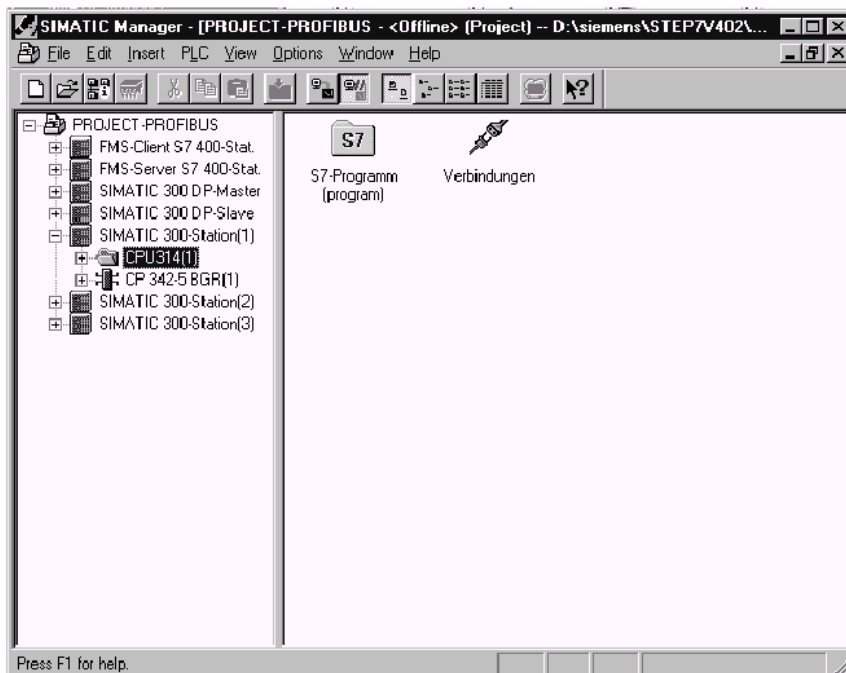 SIMATIC Manager - [PROJECT-PROFIBUS - <Offline> (Project) -- D:\siemens\STEP7V402\...
File Edit Insert PLC View Options Window Help
PROJECT-PROFIBUS
FMS-Client S7 400-Stat.
FMS-Server S7 400-Stat.
SIMATIC 300 DP-Master
SIMATIC 300 DP-Slave
SIMATIC 300-Station(1)
CPU314(1)
CP 342-5 BGR(1)
SIMATIC 300-Station(2)
SIMATIC 300-Station(3)
S7
S7-Programm
(program)
Verbindungen
Press F1 for help.